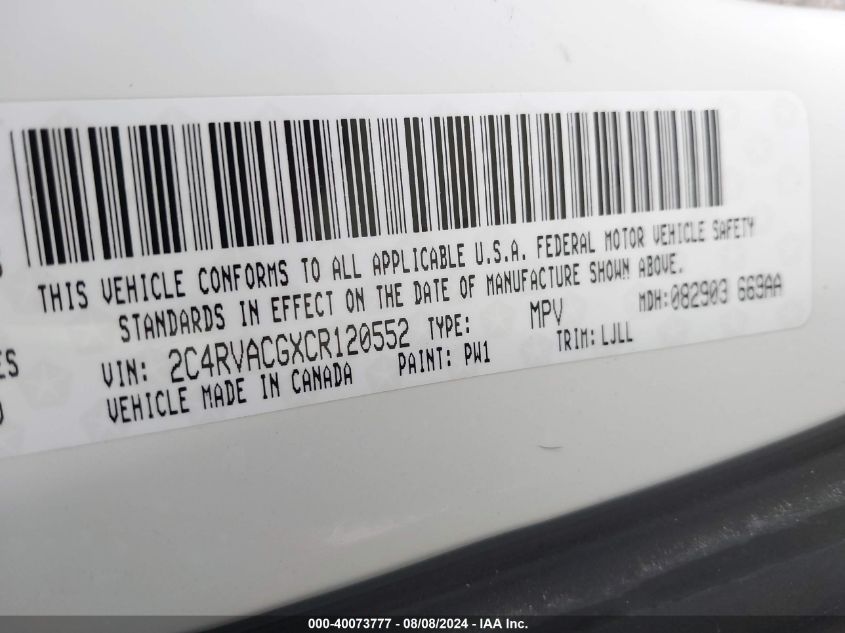 THIS VEHICLE CONFORMS TO ALL APPLICABLE U.S.A. FEDERAL MOTOR VEHICLE SAFETY
STANDARDS IN EFFECT ON THE DATE OF MANUFACTURE SHOWN ABOVE.
VIN: 2C4RVACGXCR120552 TYPE: MPV MDH:082903 669AA
ES VEHICLE MADE IN CANADA PAINT: PW1 TRIM:LJLL
000-40073777 - 08/08/2024 - IAA Inc.